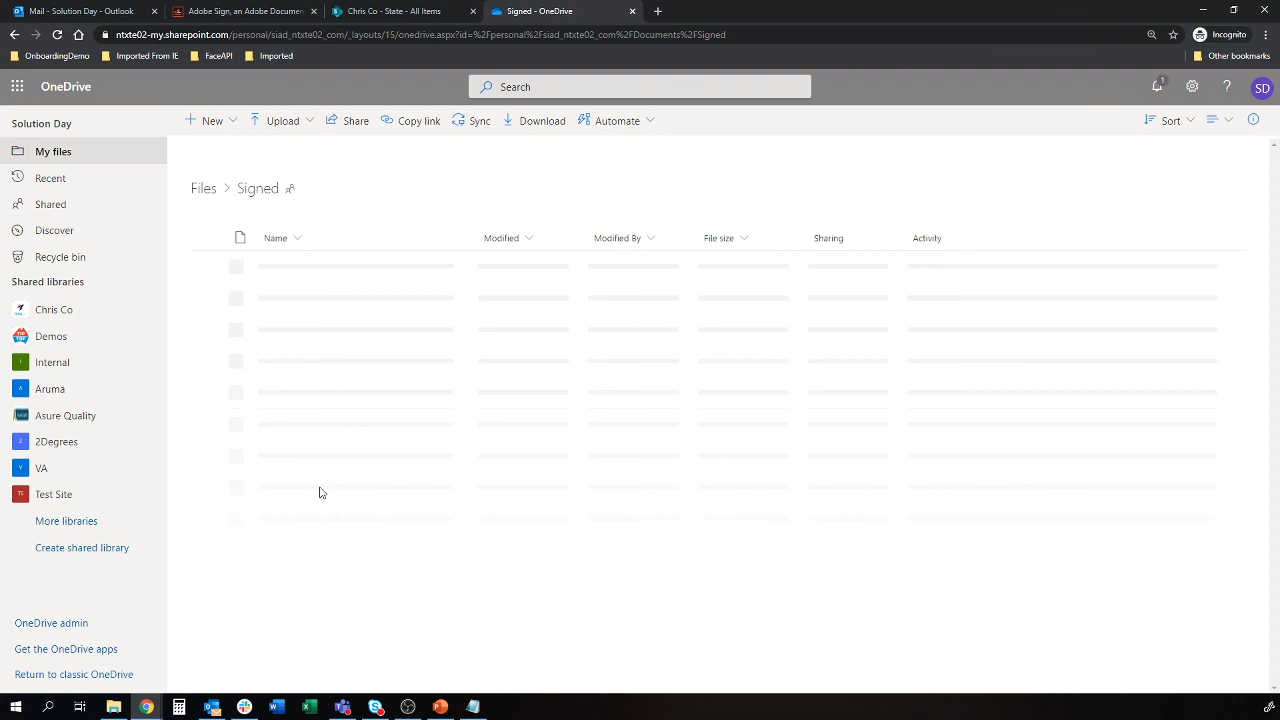 Mail - Solution Day - Outlook
Adobe Sign, an Adobe Documen
Chris Co - State - All Items
Signed - OneDrive
ntxte02-my.sharepoint.com/personal/siad_ntxte02_com/_layouts/15/onedrive.aspx?id=%2Fpersonal%2Fsiad_ntxte02_com%2FDocuments%2FSigned
Incognito
OnboardingDemo
Imported From IE
FaceAPI
Imported
Other bookmarks
OneDrive
Search
1
?
SD
Solution Day
New
Upload
Share
Copy link
Sync
Download
Automate
Sort
My files
Recent
Shared
Discover
Recycle bin
Shared libraries
Chris Co
Demos
I Internal
A Aruma
Asure Quality
2 2Degrees
V VA
TS Test Site
More libraries
Create shared library
OneDrive admin
Get the OneDrive apps
Return to classic OneDrive
Files > Signed
Name
Modified
Modified By
File size
Sharing
Activity